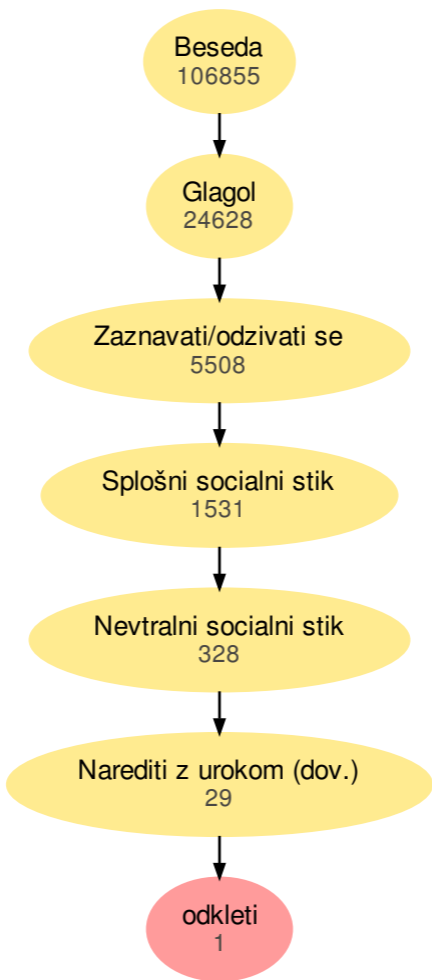 Beseda
106855
Glagol
24628
Zaznavati/odzivati se
5508
Splošni socialni stik
1531
Nevtralni socialni stik
328
Narediti z urokom (dov.)
29
odkleti
1